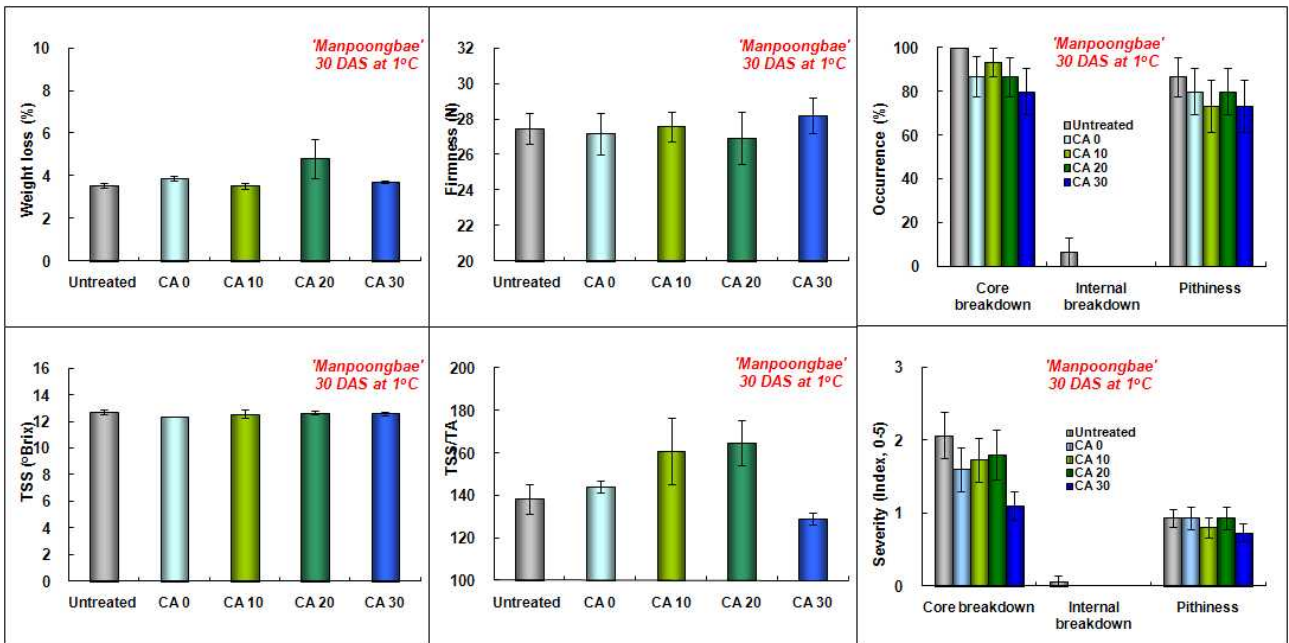 'Manpoongbae'
30 DAS at 1°C
Weight loss (%)
10
8
6
4
2
0
Untreated CA 0 CA 10 CA 20 CA 30
'Manpoongbae'
30 DAS at 1°C
Firmness (N)
32
30
28
26
24
22
20
Untreated CA 0 CA 10 CA 20 CA 30
'Manpoongbae'
30 DAS at 1°C
Occurrence (%)
100
80
60
40
20
0
Untreated
CA 0
CA 10
CA 20
CA 30
Core Internal Pithiness
breakdown breakdown
'Manpoongbae'
30 DAS at 1°C
TSS (°Brix)
16
14
12
10
8
6
4
2
0
Untreated CA 0 CA 10 CA 20 CA 30
'Manpoongbae'
30 DAS at 1°C
TSS/TA
200
180
160
140
120
100
Untreated CA 0 CA 10 CA 20 CA 30
'Manpoongbae'
30 DAS at 1°C
Severity (Index, 0-5)
3
2
1
0
Untreated
CA 0
CA 10
CA 20
CA 30
Core breakdown Internal Pithiness
breakdown